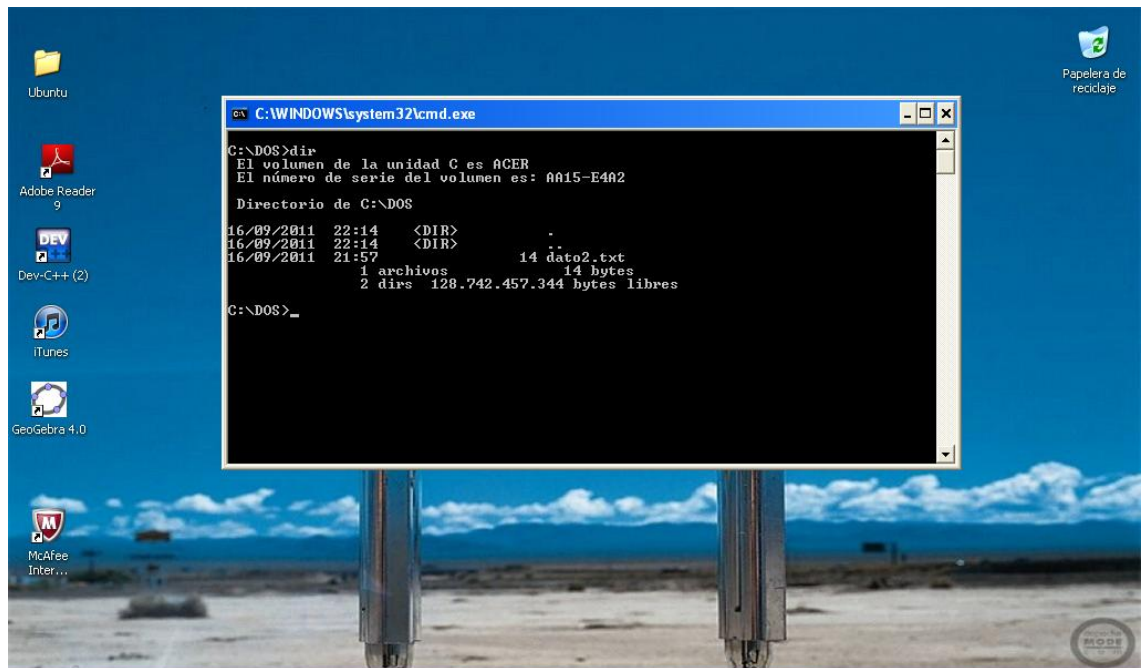 Ubuntu
Papelera de
reciclaje
Adobe Reader
9
DEV
C++
Dev-C++ (2)
iTunes
GeoGebra 4.0
McAfee
Inter...
C:\WINDOWS\system32\cmd.exe
C:\DOS>dir
El volumen de la unidad C es ACER
El número de serie del volumen es: AA15-E4A2
Directorio de C:\DOS
16/09/2011 22:14 <DIR> .
16/09/2011 22:14 <DIR> ..
16/09/2011 21:57 14 dato2.txt
1 archivos 14 bytes
2 dirs 128.742.457.344 bytes libres
C:\DOS>_
MODE